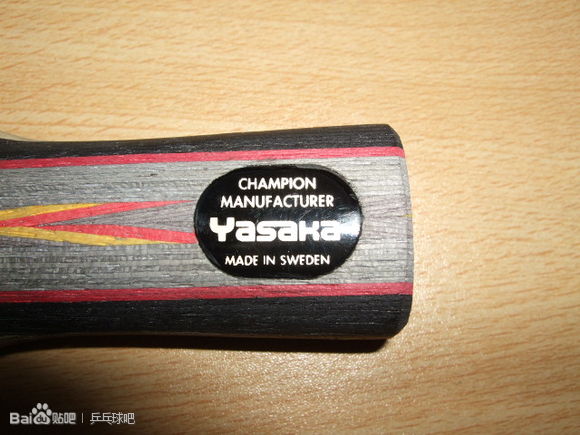 CHAMPION
MANUFACTURER
Yasaka
MADE IN SWEDEN
Bai贴吧 | 乒乓球吧